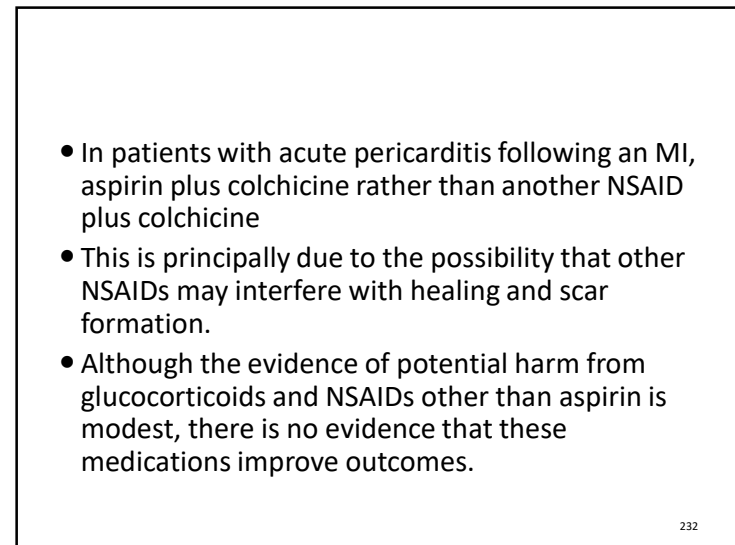 • In patients with acute pericarditis following an MI,
aspirin plus colchicine rather than another NSAID
plus colchicine
• This is principally due to the possibility that other
NSAIDs may interfere with healing and scar
formation.
• Although the evidence of potential harm from
glucocorticoids and NSAIDs other than aspirin is
modest, there is no evidence that these
medications improve outcomes.
232